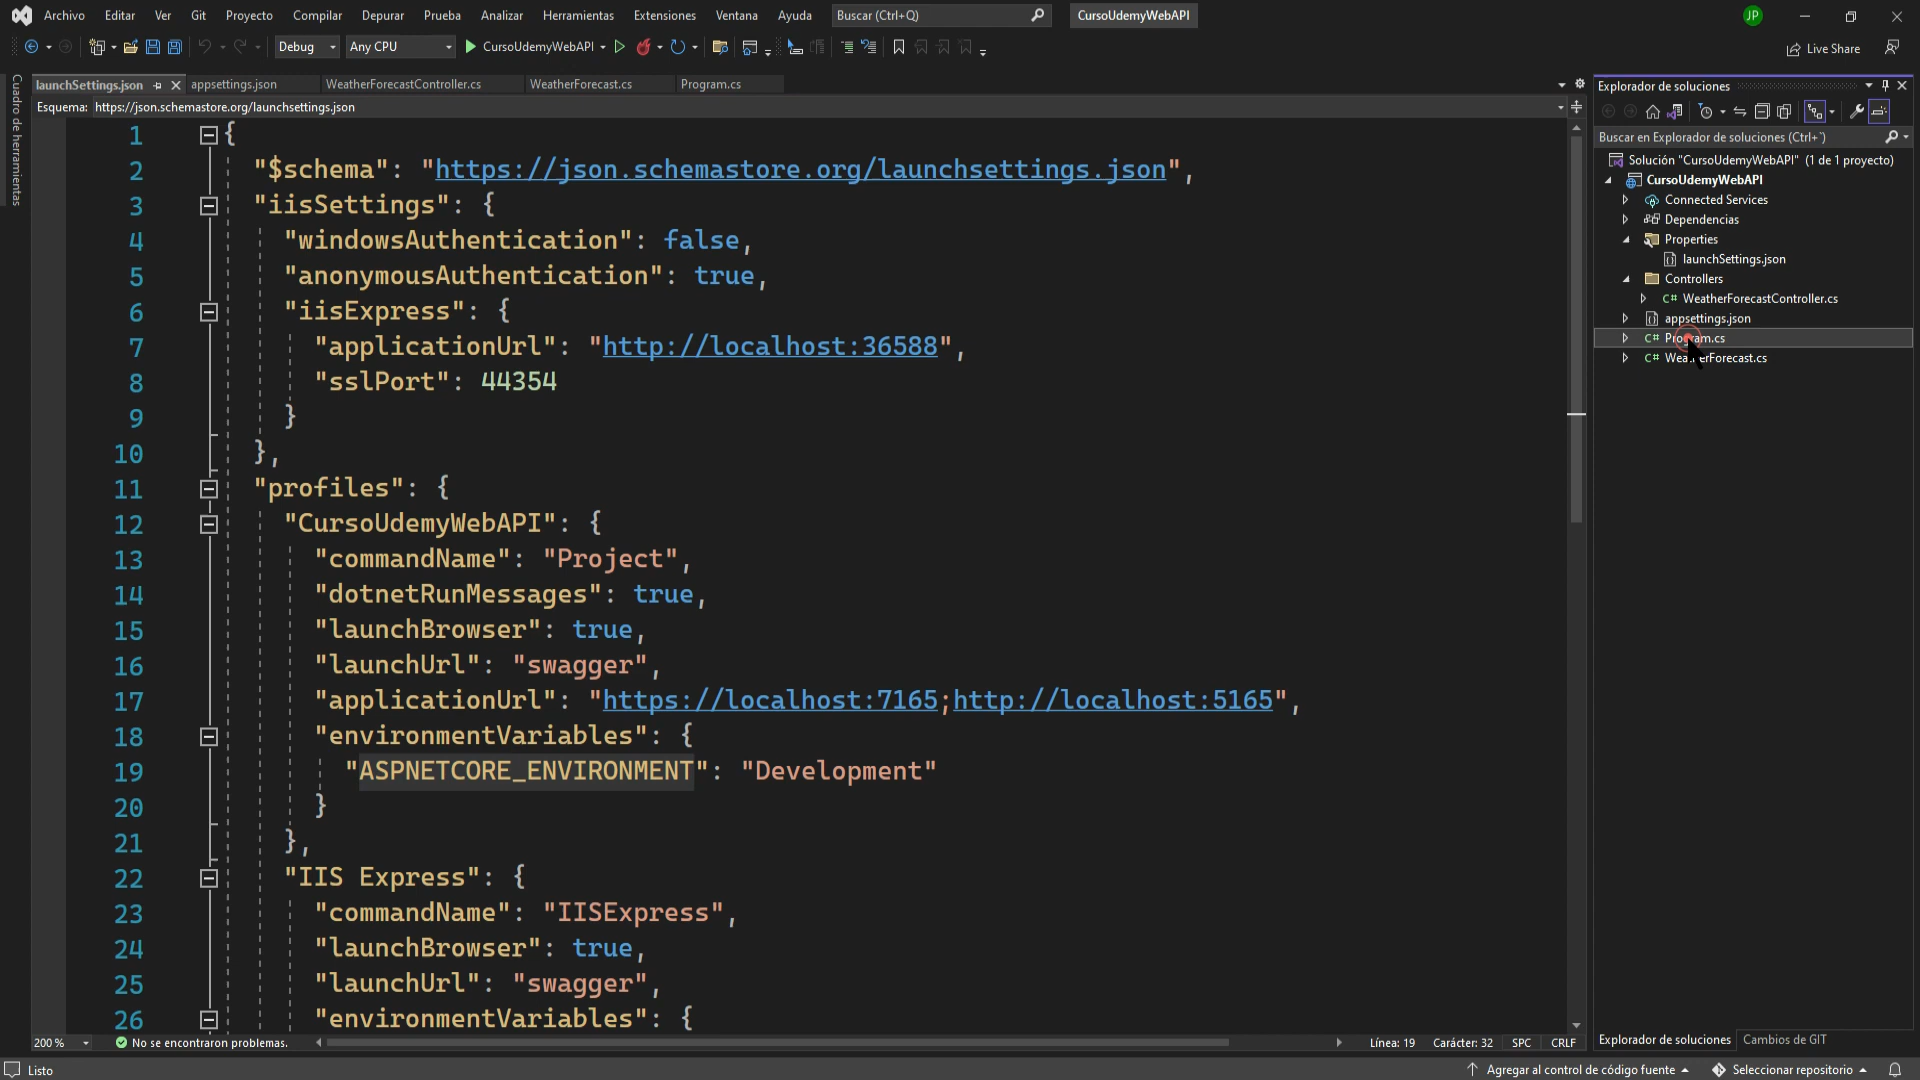 Archivo Editar Ver Git Proyecto Compilar Depurar Prueba Analizar Herramientas Extensiones Ventana Ayuda Buscar (Ctrl+Q) CursoUdemyWebAPI JP
Debug Any CPU CursoUdemyWebAPI Live Share
Cuadro de herramientas
launchSettings.json appsettings.json WeatherForecastController.cs WeatherForecast.cs Program.cs
Esquema: https://json.schemastore.org/launchsettings.json
1 {
2 "$schema": "https://json.schemastore.org/launchsettings.json",
3 "iisSettings": {
4 "windowsAuthentication": false,
5 "anonymousAuthentication": true,
6 "iisExpress": {
7 "applicationUrl": "http://localhost:36588",
8 "sslPort": 44354
9 }
10 },
11 "profiles": {
12 "CursoUdemyWebAPI": {
13 "commandName": "Project",
14 "dotnetRunMessages": true,
15 "launchBrowser": true,
16 "launchUrl": "swagger",
17 "applicationUrl": "https://localhost:7165;http://localhost:5165",
18 "environmentVariables": {
19 "ASPNETCORE_ENVIRONMENT": "Development"
20 }
21 },
22 "IIS Express": {
23 "commandName": "IISExpress",
24 "launchBrowser": true,
25 "launchUrl": "swagger",
26 "environmentVariables": {
200 % No se encontraron problemas. Línea: 19 Carácter: 32 SPC CRLF
Explorador de soluciones
Buscar en Explorador de soluciones (Ctrl+`)
Solución "CursoUdemyWebAPI" (1 de 1 proyecto)
CursoUdemyWebAPI
Connected Services
Dependencias
Properties
launchSettings.json
Controllers
C# WeatherForecastController.cs
appsettings.json
C# Program.cs
C# WeatherForecast.cs
Explorador de soluciones Cambios de GIT
Listo Agregar al control de código fuente Seleccionar repositorio